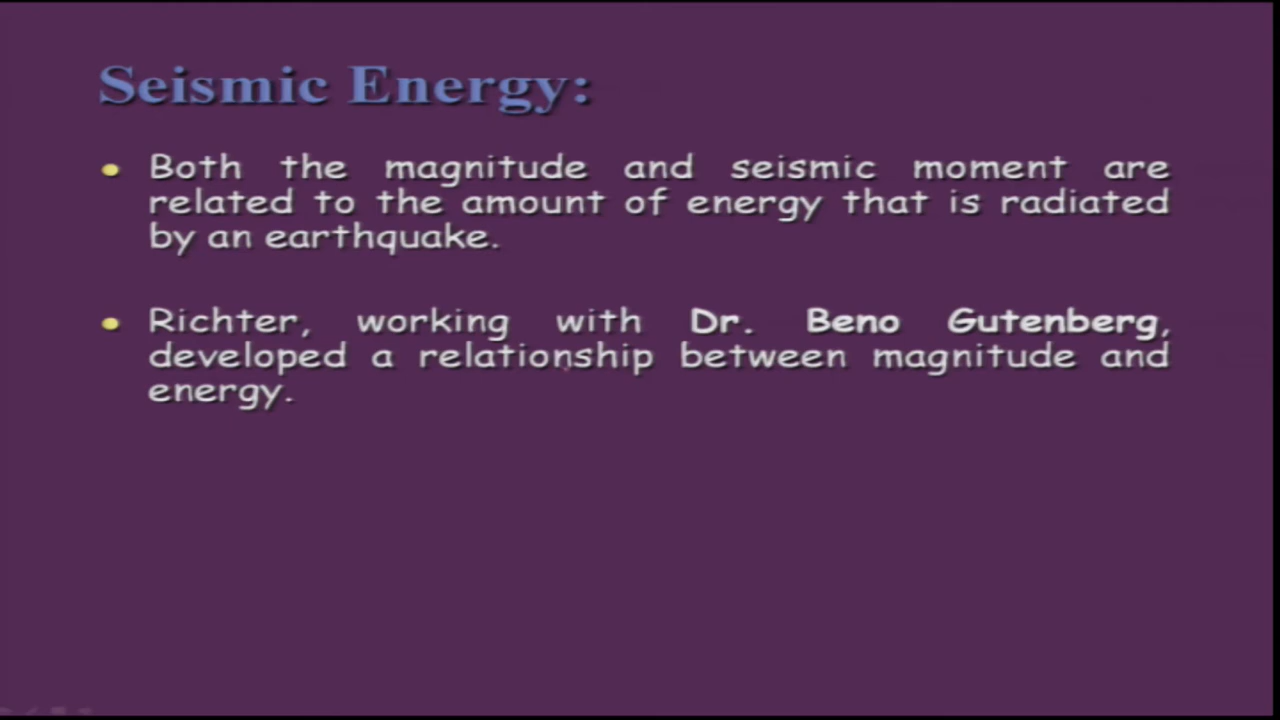 Seismic Energy:
Both the magnitude and seismic moment are
related to the amount of energy that is radiated
by an earthquake.
Richter, working with Dr. Beno Gutenberg,
developed a relationship between magnitude and
energy.